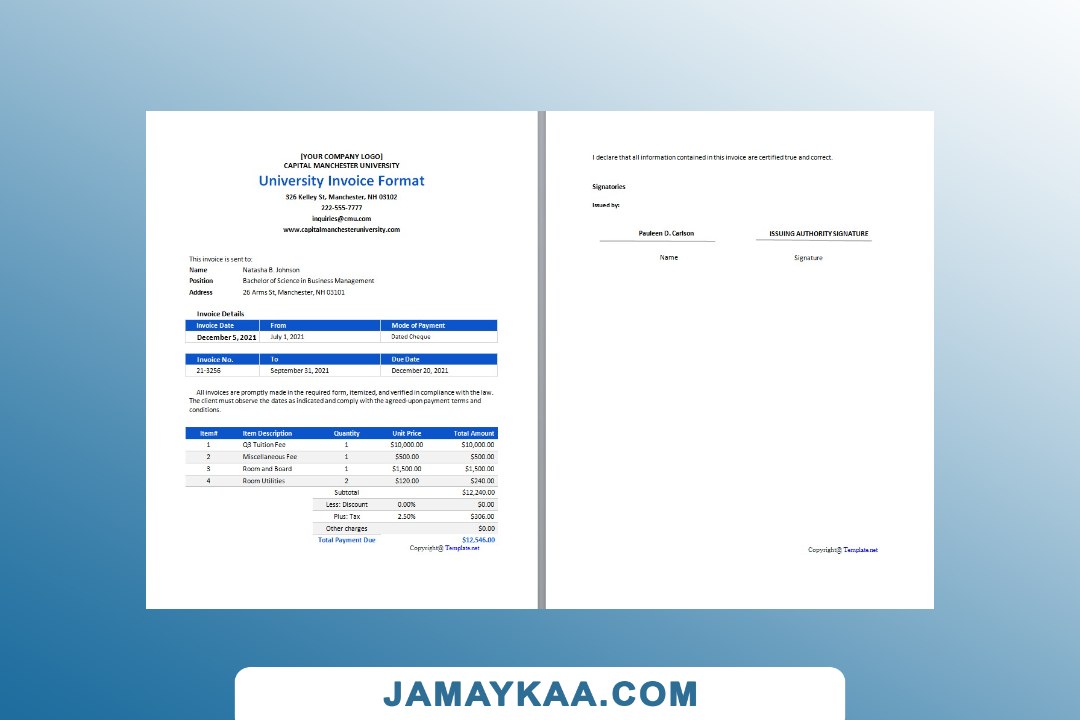 [YOUR COMPANY LOGO]
CAPITAL MANCHESTER UNIVERSITY
University Invoice Format
326 Kelley St, Manchester, NH 03102
222-555-7777
inquiries@cmu.com
www.capitalmanchesteruniversity.com
This invoice is sent to:
Name Natasha B. Johnson
Position Bachelor of Science in Business Management
Address 26 Arms St, Manchester, NH 03101
Invoice Details
Invoice Date From Mode of Payment
December 5, 2021 July 1, 2021 Dated Cheque
Invoice No. To Due Date
21-3256 September 31, 2021 December 20, 2021
All invoices are promptly made in the required form, itemized, and verified in compliance with the law.
The client must observe the dates as indicated and comply with the agreed-upon payment terms and
conditions.
Item# Item Description Quantity Unit Price Total Amount
1 Q3 Tuition Fee 1 $10,000.00 $10,000.00
2 Miscellaneous Fee 1 $500.00 $500.00
3 Room and Board 1 $1,500.00 $1,500.00
4 Room Utilities 2 $120.00 $240.00
Subtotal $12,240.00
Less: Discount 0.00% $0.00
Plus: Tax 2.50% $306.00
Other charges $0.00
Total Payment Due $12,546.00
Copyright@ Template.net
I declare that all information contained in this invoice are certified true and correct.
Signatories
Issued by:
Pauleen D. Carlson ISSUING AUTHORITY SIGNATURE
Name Signature
Copyright@ Template.net
JAMAYKAA.COM